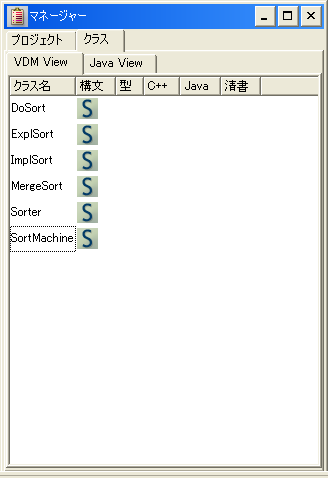 マネージャー
プロジェクト クラス
VDM View Java View
クラス名 構文 型 C++ Java 清書
DoSort S
ExplSort S
ImplSort S
MergeSort S
Sorter S
SortMachine S